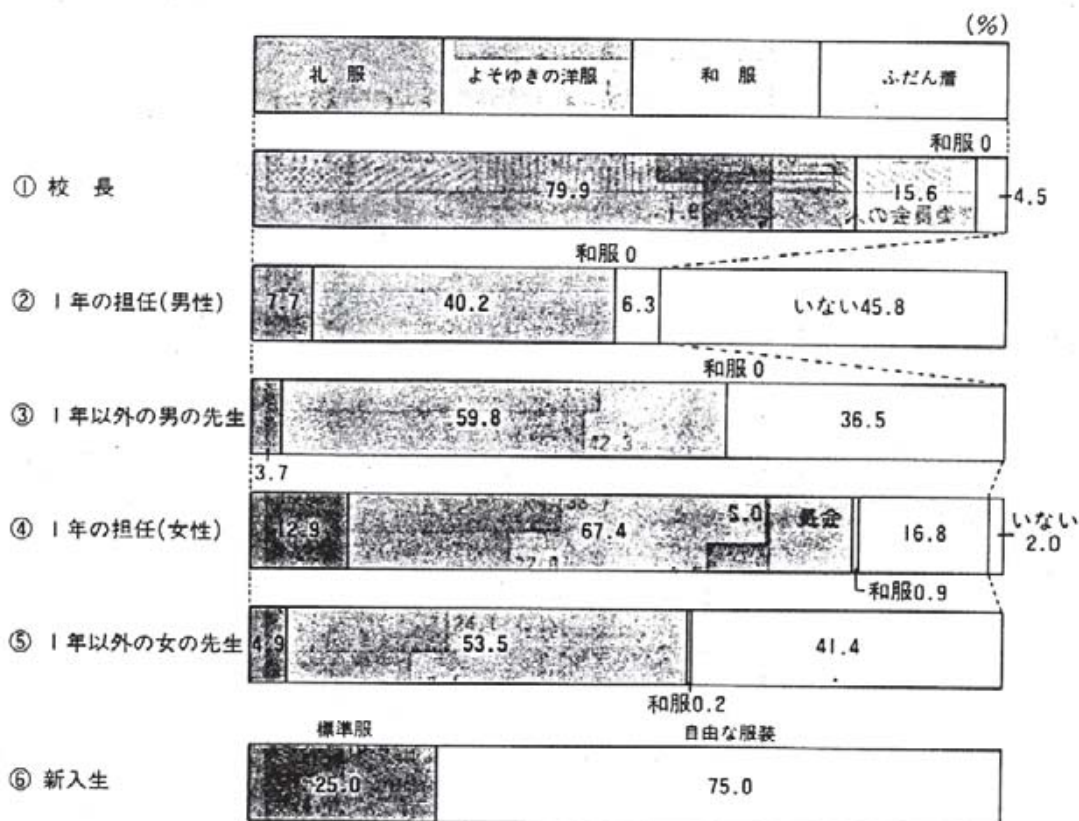 (%)
礼服 よそゆきの洋服 和服 ふだん着
和服 0
① 校 長 79.9 15.6 4.5
和服 0
② 1年の担任(男性) 7.7 40.2 6.3 いない45.8
和服 0
③ 1年以外の男の先生 59.8 36.5
3.7
④ 1年の担任(女性) 12.9 67.4 16.8 いない
2.0
和服0.9
⑤ 1年以外の女の先生 4.9 53.5 41.4
和服0.2
標準服 自由な服装
⑥ 新入生 25.0 75.0